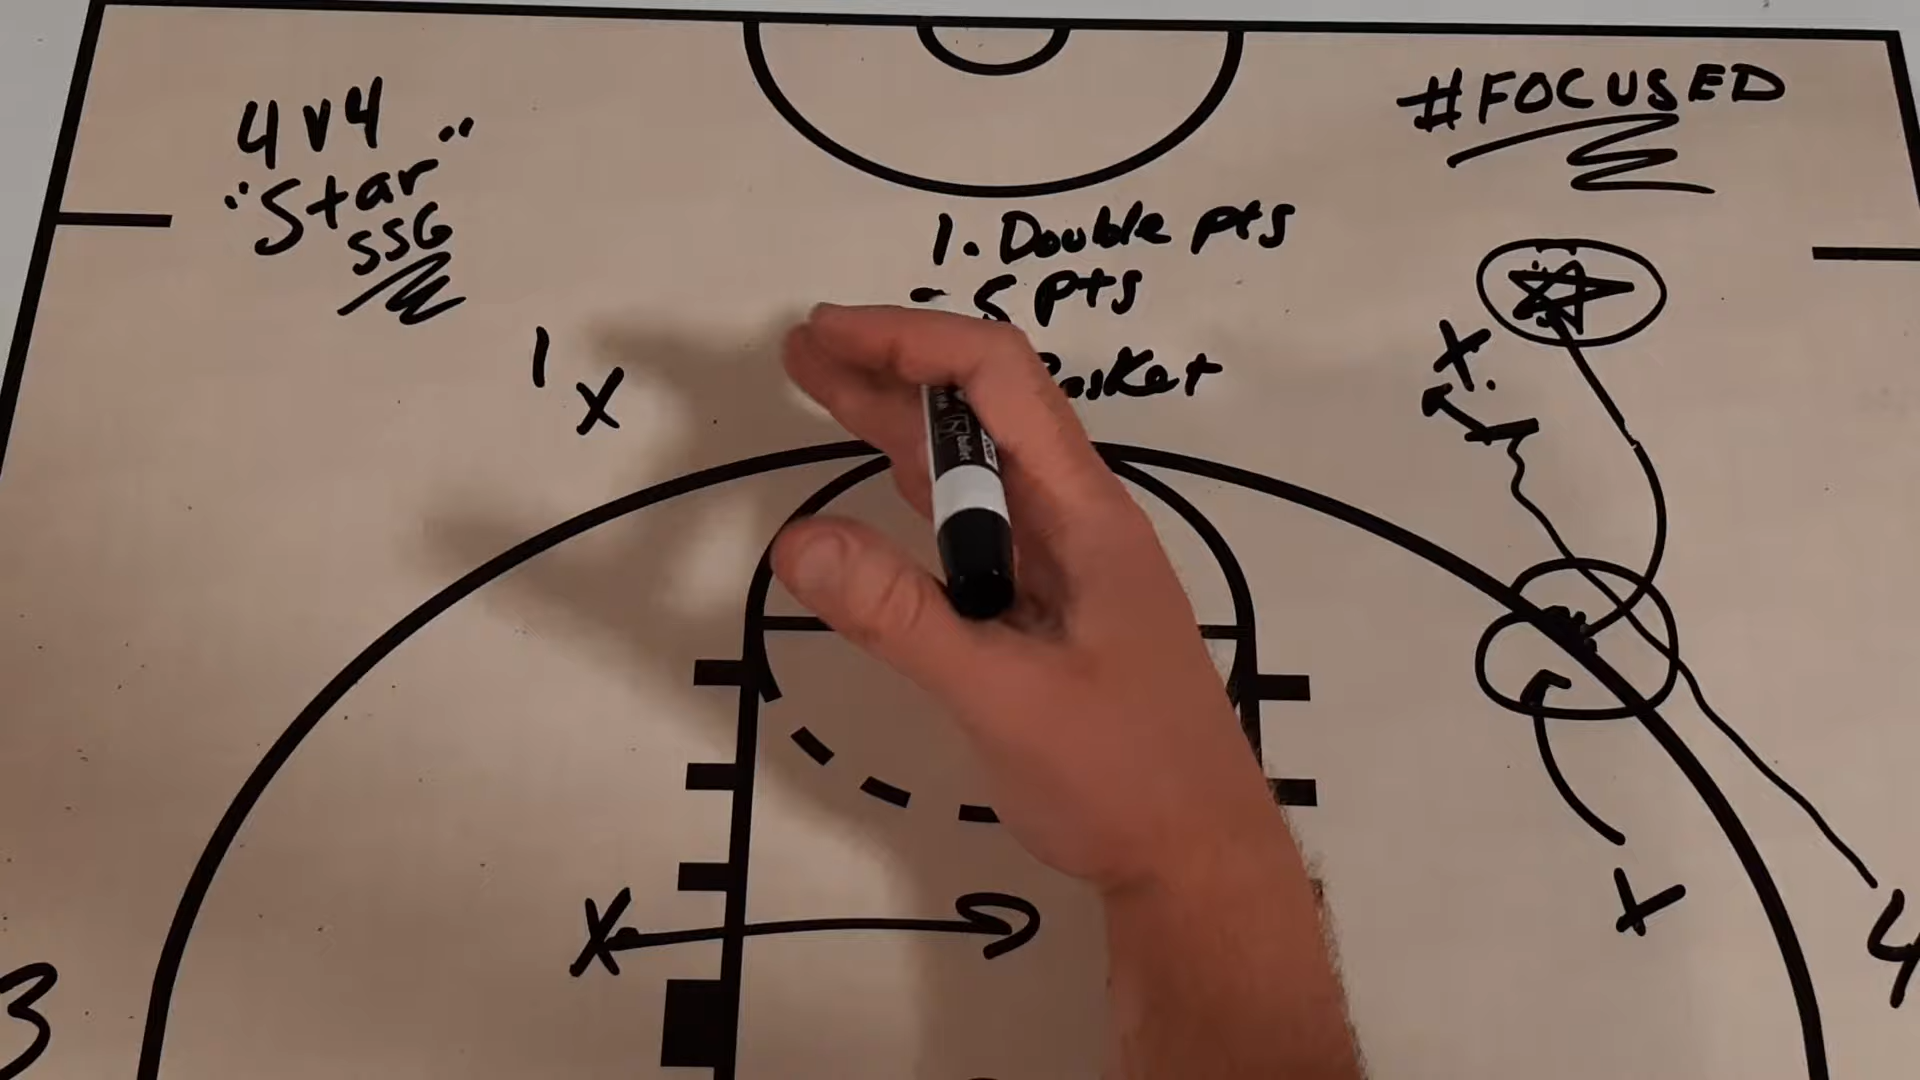 4v4
"Star"
SSG
#FOCUSED
1. Double pts
- 5 pts
1
X
X.
X
X
3
4